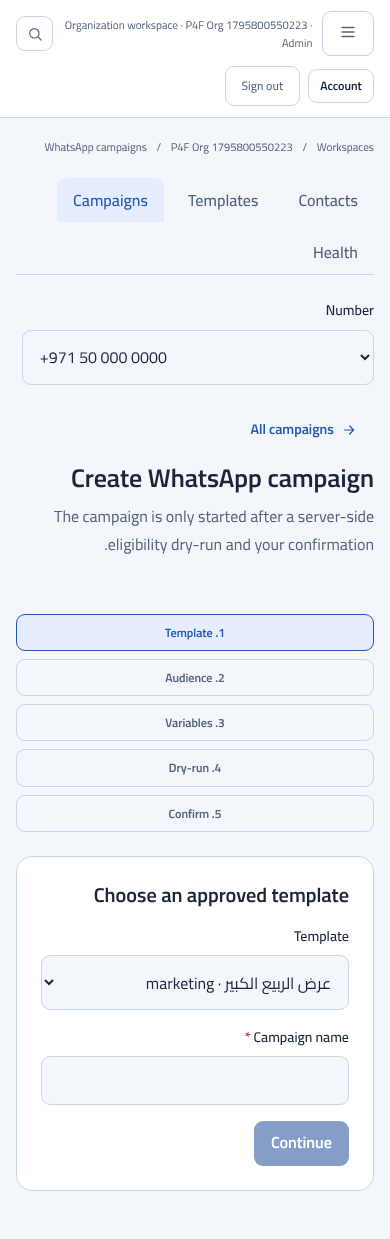 Organization workspace · P4F Org 1795800550223 ·
Admin
Account
Sign out
Workspaces / P4F Org 1795800550223 / WhatsApp campaigns
Contacts
Templates
Campaigns
Health
Number
+971 50 000 0000
All campaigns →
Create WhatsApp campaign
The campaign is only started after a server-side
eligibility dry-run and your confirmation.
1. Template
2. Audience
3. Variables
4. Dry-run
5. Confirm
Choose an approved template
Template
عرض الربيع الكبير · marketing
Campaign name *
Continue